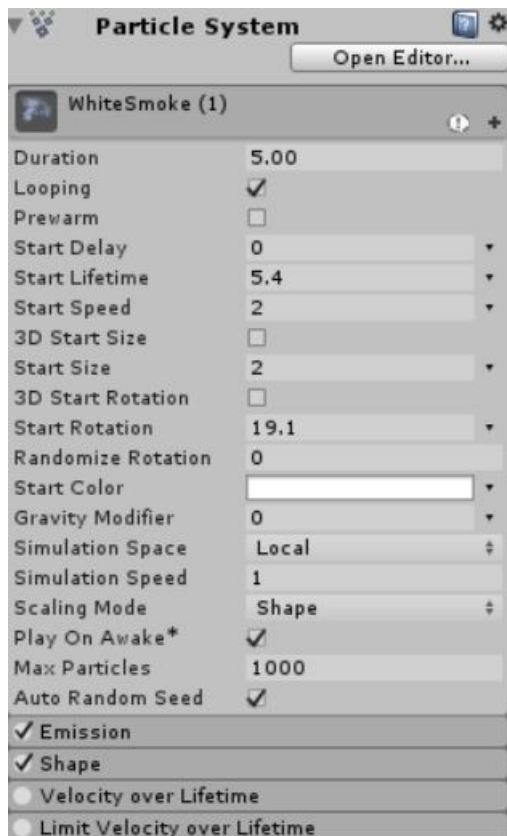 Particle System
Open Editor...
WhiteSmoke (1)
Duration 5.00
Looping
Prewarm
Start Delay 0
Start Lifetime 5.4
Start Speed 2
3D Start Size
Start Size 2
3D Start Rotation
Start Rotation 19.1
Randomize Rotation 0
Start Color
Gravity Modifier 0
Simulation Space Local
Simulation Speed 1
Scaling Mode Shape
Play On Awake*
Max Particles 1000
Auto Random Seed
Emission
Shape
Velocity over Lifetime
Limit Velocity over Lifetime